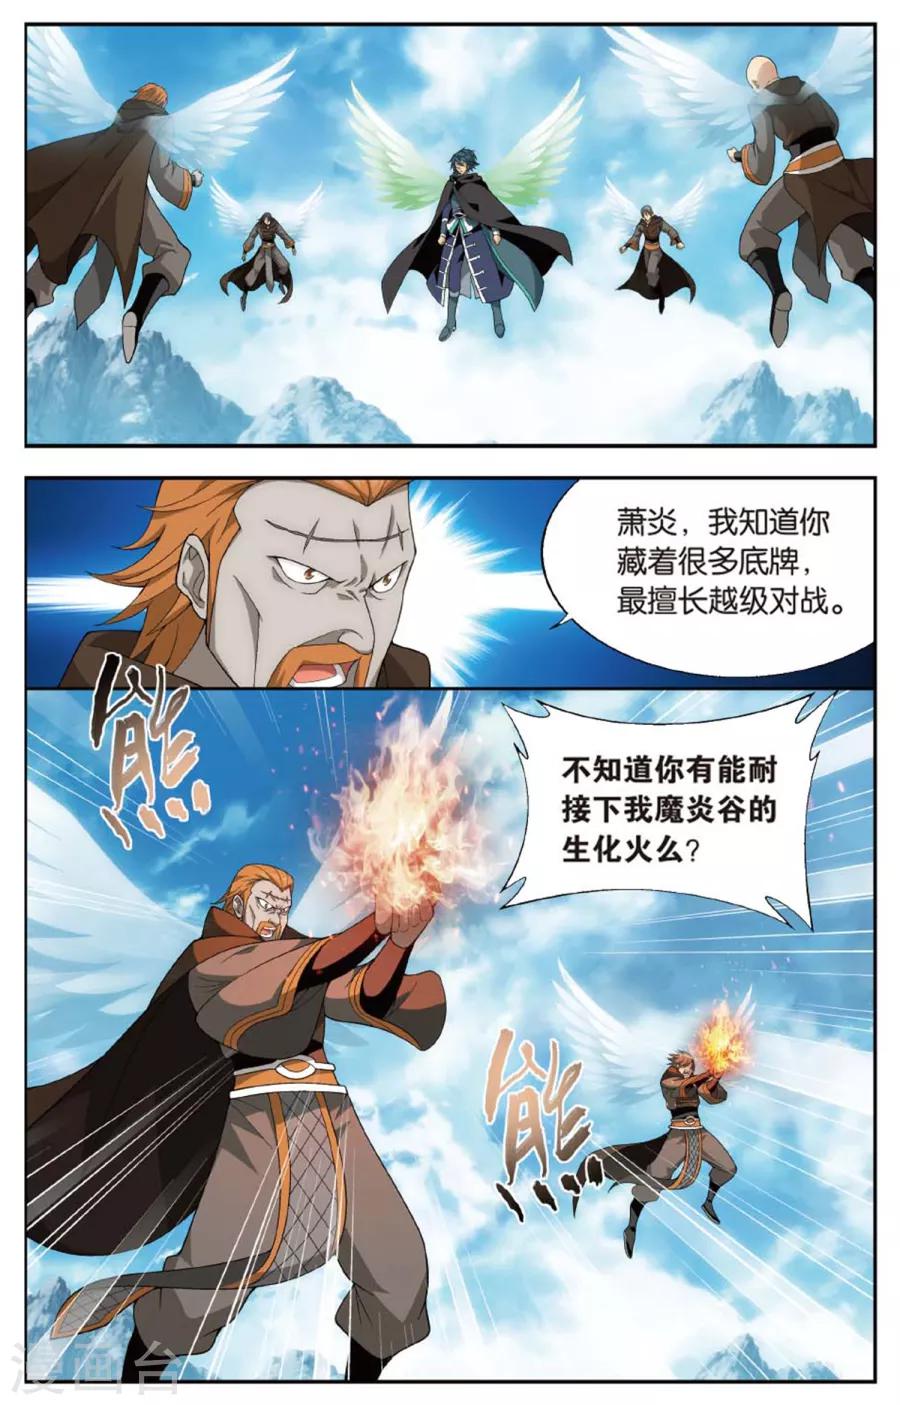 萧炎，我知道你
藏着很多底牌，
最擅长越级对战。
熊
不知道你有能耐
接下我魔炎谷的
生化火么？
熊
漫画台